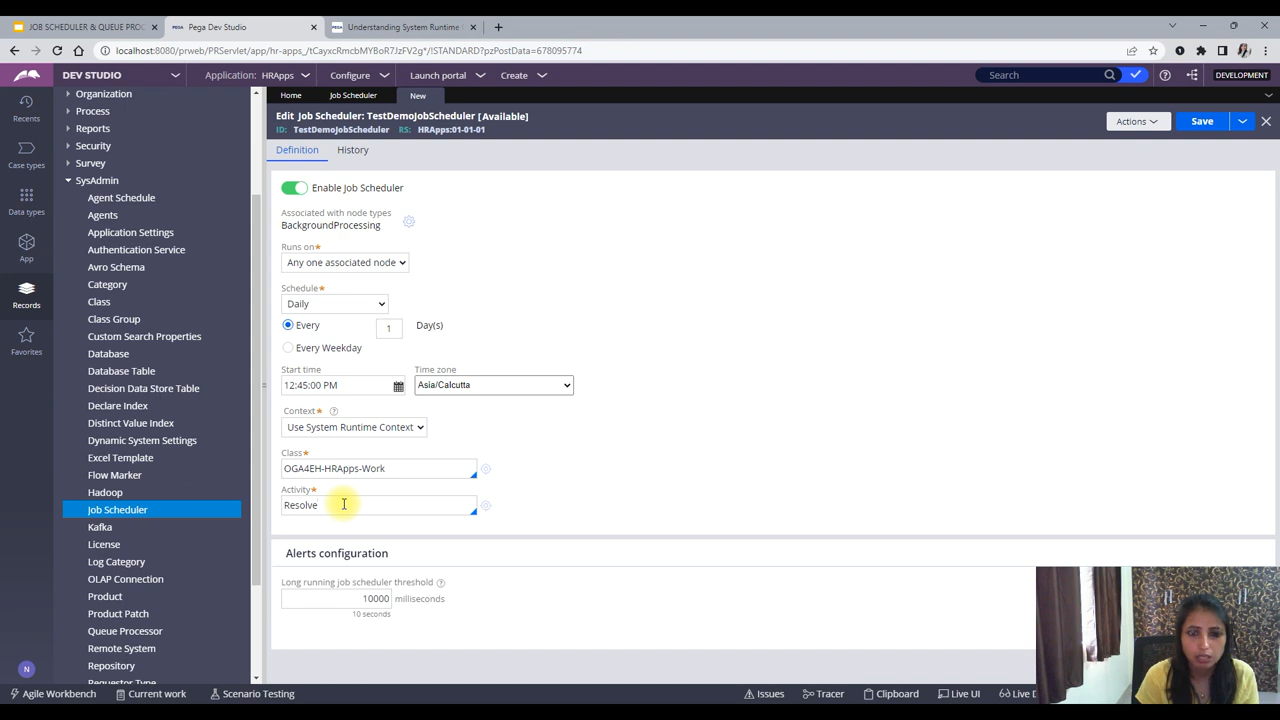 JOB SCHEDULER & QUEUE PROC
Pega Dev Studio
Understanding System Runtime C
localhost:8080/prweb/PRServlet/app/hr-apps_/tCayxcRmcbMYBoR7JzFV2g*/!STANDARD?pzPostData=678095774
DEV STUDIO
Application: HRApps
Configure
Launch portal
Create
Search
DEVELOPMENT
Home
Job Scheduler
New
Recents
Case types
Data types
App
Records
Favorites
N
Organization
Process
Reports
Security
Survey
SysAdmin
Agent Schedule
Agents
Application Settings
Authentication Service
Avro Schema
Category
Class
Class Group
Custom Search Properties
Database
Database Table
Decision Data Store Table
Declare Index
Distinct Value Index
Dynamic System Settings
Excel Template
Flow Marker
Hadoop
Job Scheduler
Kafka
License
Log Category
OLAP Connection
Product
Product Patch
Queue Processor
Remote System
Repository
Requestor Type
Edit Job Scheduler: TestDemoJobScheduler [Available]
ID: TestDemoJobScheduler RS: HRApps:01-01-01
Actions
Save
Definition
History
Enable Job Scheduler
Associated with node types
BackgroundProcessing
Runs on*
Any one associated node
Schedule*
Daily
Every 1 Day(s)
Every Weekday
Start time Time zone
12:45:00 PM Asia/Calcutta
Context* ?
Use System Runtime Context
Class*
OGA4EH-HRApps-Work
Activity*
Resolve
Alerts configuration
Long running job scheduler threshold ?
10000 milliseconds
10 seconds
Agile Workbench
Current work
Scenario Testing
Issues
Tracer
Clipboard
Live UI
Live D